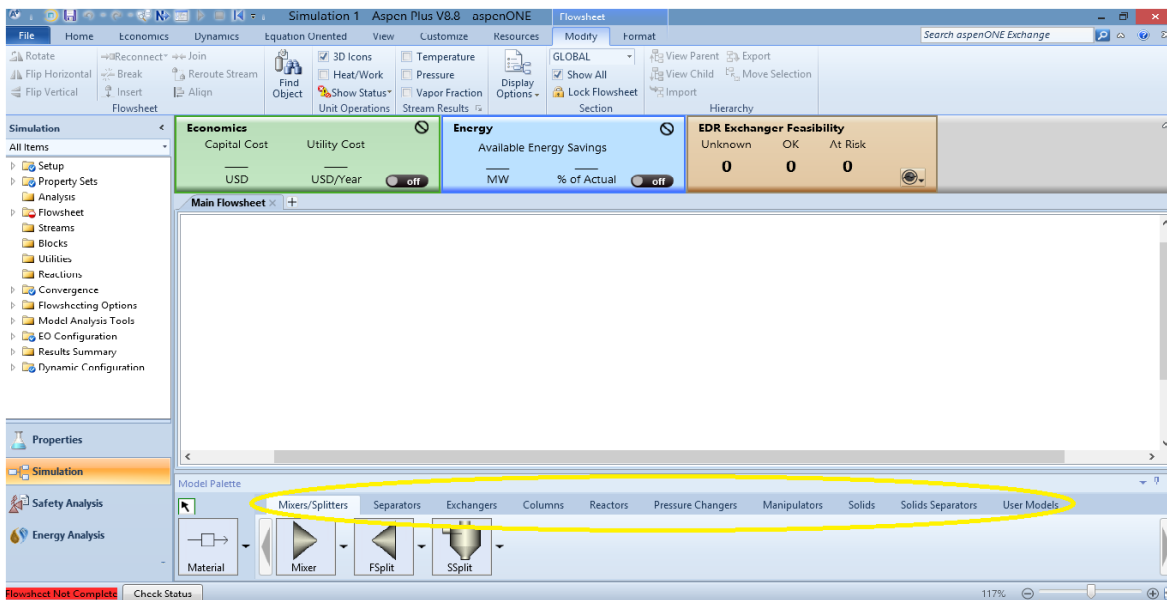 Simulation 1 Aspen Plus V8.8 aspenONE Flowsheet
File Home Economics Dynamics Equation Oriented View Customize Resources Modify Format Search aspenONE Exchange
Rotate Reconnect Join Find Object 3D Icons Temperature Display Options GLOBAL View Parent Export
Flip Horizontal Break Reroute Stream Heat/Work Pressure Show All View Child Move Selection
Flip Vertical Insert Align Show Status Vapor Fraction Lock Flowsheet Import
Flowsheet Unit Operations Stream Results Section Hierarchy
Simulation <
All Items
Setup
Property Sets
Analysis
Flowsheet
Streams
Blocks
Utilities
Reactions
Convergence
Flowsheeting Options
Model Analysis Tools
EO Configuration
Results Summary
Dynamic Configuration
Properties
Simulation
Safety Analysis
Energy Analysis
Economics
Capital Cost Utility Cost
USD USD/Year off
Energy
Available Energy Savings
MW % of Actual off
EDR Exchanger Feasibility
Unknown OK At Risk
0 0 0
Main Flowsheet × +
Model Palette
Mixers/Splitters Separators Exchangers Columns Reactors Pressure Changers Manipulators Solids Solids Separators User Models
Material Mixer FSplit SSplit
Flowsheet Not Complete Check Status 117%